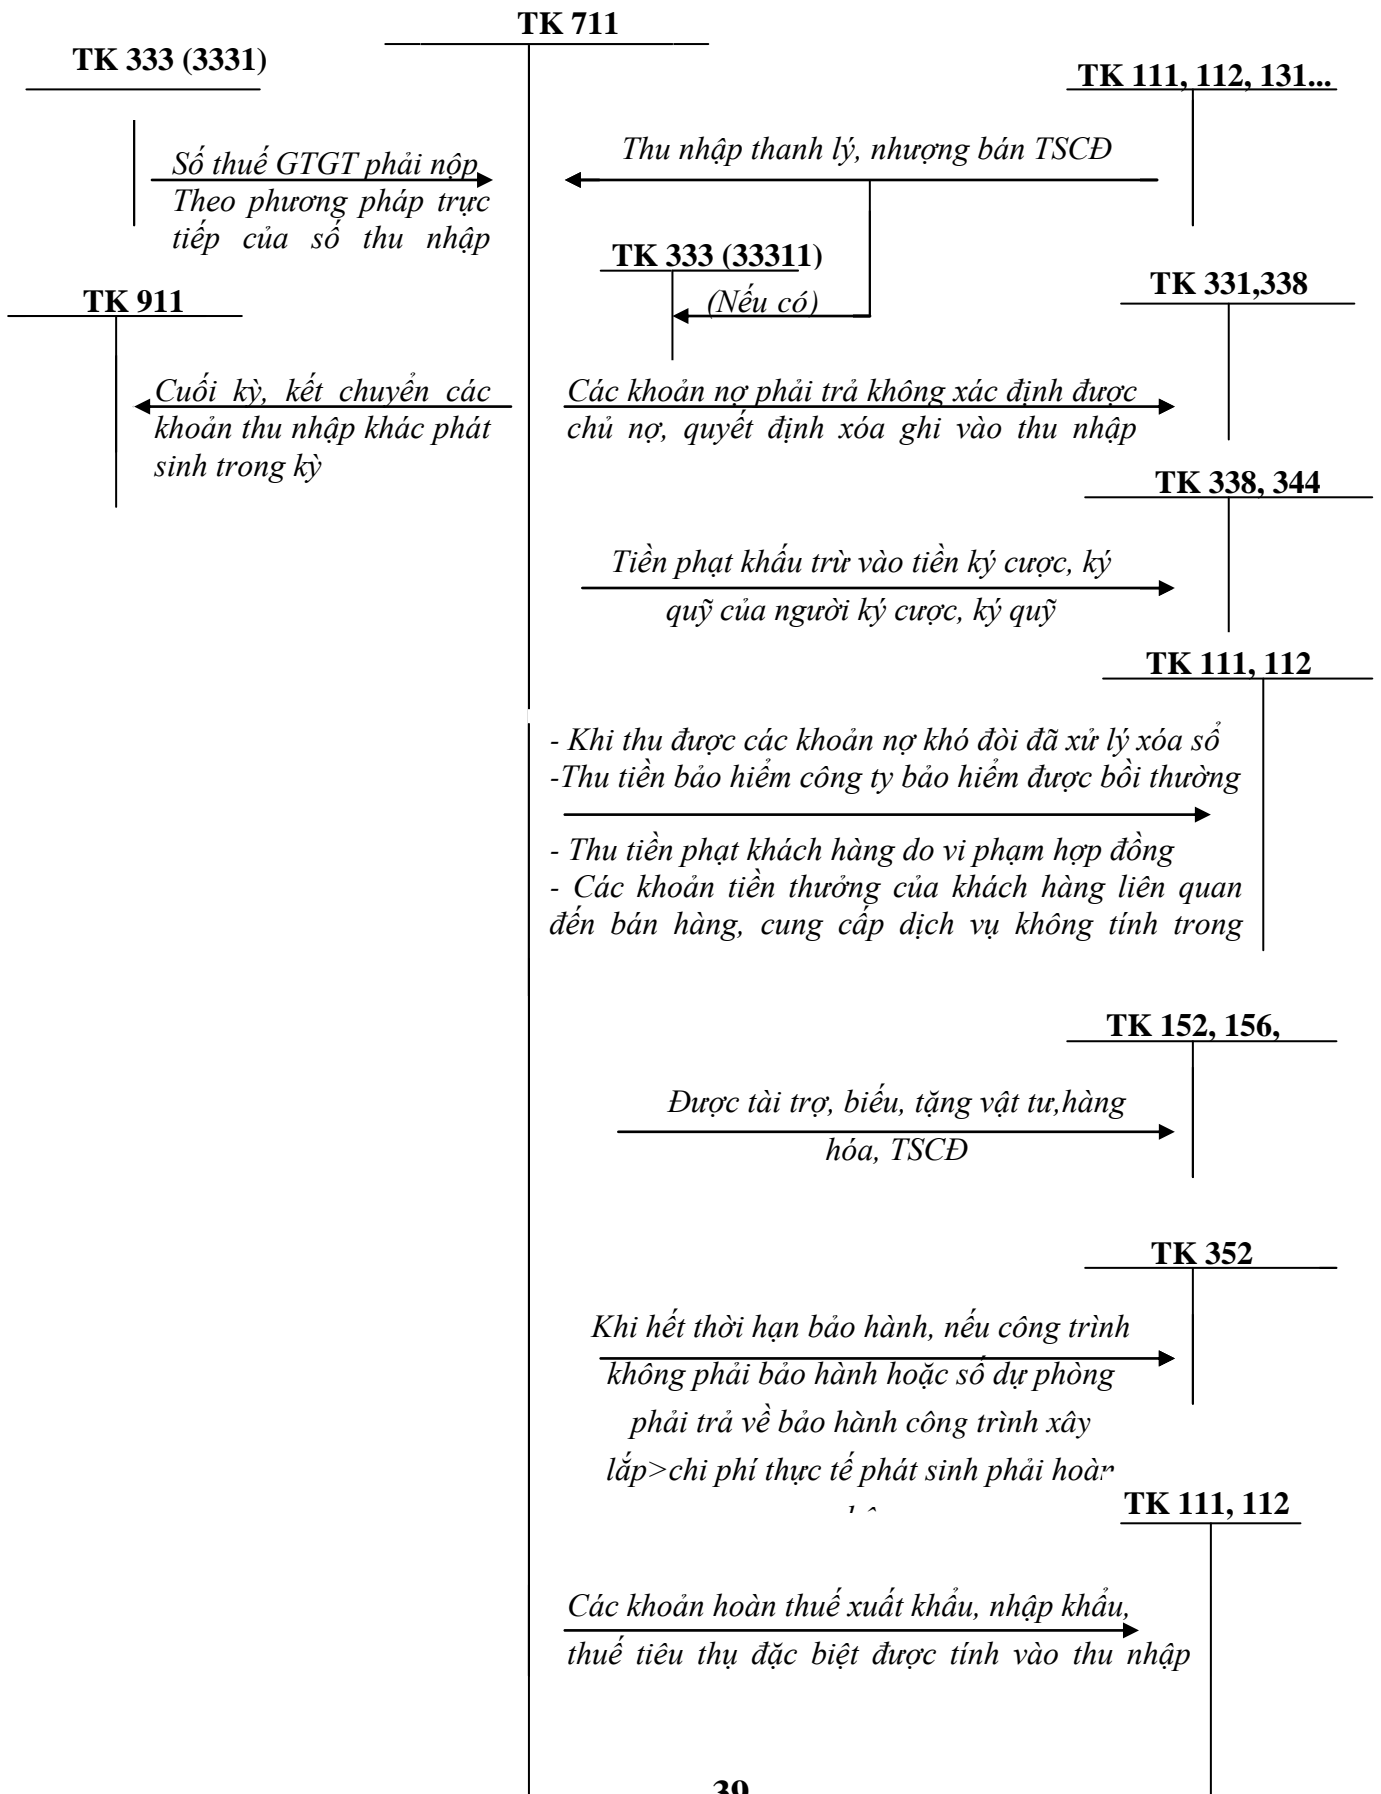 TK 711
TK 333 (3331)
TK 111, 112, 131...
Số thuế GTGT phải nộp
Theo phương pháp trực
tiếp của số thu nhập
Thu nhập thanh lý, nhượng bán TSCĐ
TK 333 (33311)
(Nếu có)
TK 331,338
TK 911
Cuối kỳ, kết chuyển các
khoản thu nhập khác phát
sinh trong kỳ
Các khoản nợ phải trả không xác định được
chủ nợ, quyết định xóa ghi vào thu nhập
TK 338, 344
Tiền phạt khấu trừ vào tiền ký cược, ký
quỹ của người ký cược, ký quỹ
TK 111, 112
- Khi thu được các khoản nợ khó đòi đã xử lý xóa sổ
-Thu tiền bảo hiểm công ty bảo hiểm được bồi thường
- Thu tiền phạt khách hàng do vi phạm hợp đồng
- Các khoản tiền thưởng của khách hàng liên quan
đến bán hàng, cung cấp dịch vụ không tính trong
TK 152, 156,
Được tài trợ, biếu, tặng vật tư,hàng
hóa, TSCĐ
TK 352
Khi hết thời hạn bảo hành, nếu công trình
không phải bảo hành hoặc số dự phòng
phải trả về bảo hành công trình xây
lắp>chi phí thực tế phát sinh phải hoàn
TK 111, 112
Các khoản hoàn thuế xuất khẩu, nhập khẩu,
thuế tiêu thụ đặc biệt được tính vào thu nhập
39